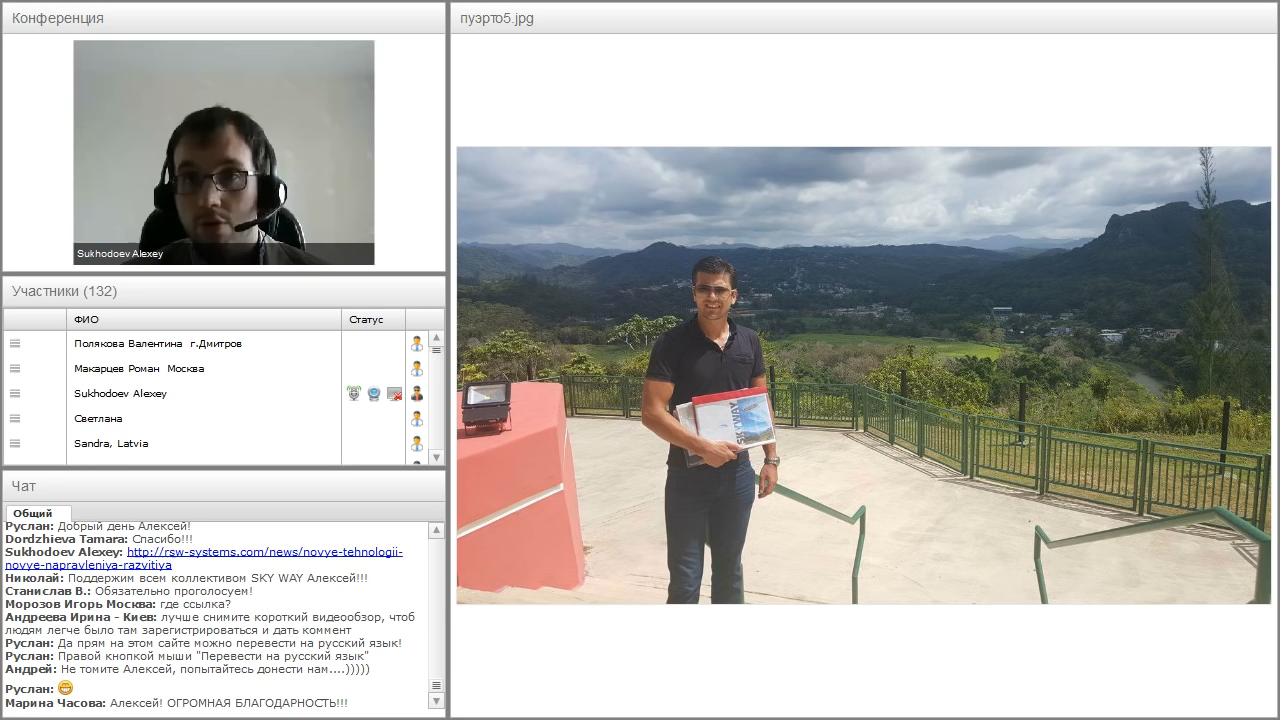 Конференция
Sukhodoev Alexey
Участники (132)
ФИО Статус
Полякова Валентина г.Дмитров
Макарцев Роман Москва
Sukhodoev Alexey
Светлана
Sandra, Latvia
Чат
Общий
Руслан: Добрый день Алексей!
Dordzhieva Tamara: Спасибо!!!
Sukhodoev Alexey: http://rsw-systems.com/news/novye-tehnologii-
novye-napravleniya-razvitiya
Николай: Поддержим всем коллективом SKY WAY Алексей!!!
Станислав В.: Обязательно проголосуем!
Морозов Игорь Москва: где ссылка?
Андреева Ирина - Киев: лучше снимите короткий видеообзор, чтоб
людям легче было там зарегистрироваться и дать коммент
Руслан: Да прям на этом сайте можно перевести на русский язык!
Руслан: Правой кнопкой мыши "Перевести на русский язык"
Андрей: Не томите Алексей, попытайтесь донести нам....)))))
Руслан:
Марина Часова: Алексей! ОГРОМНАЯ БЛАГОДАРНОСТЬ!!!
пуэрто5.jpg
SKYWAY